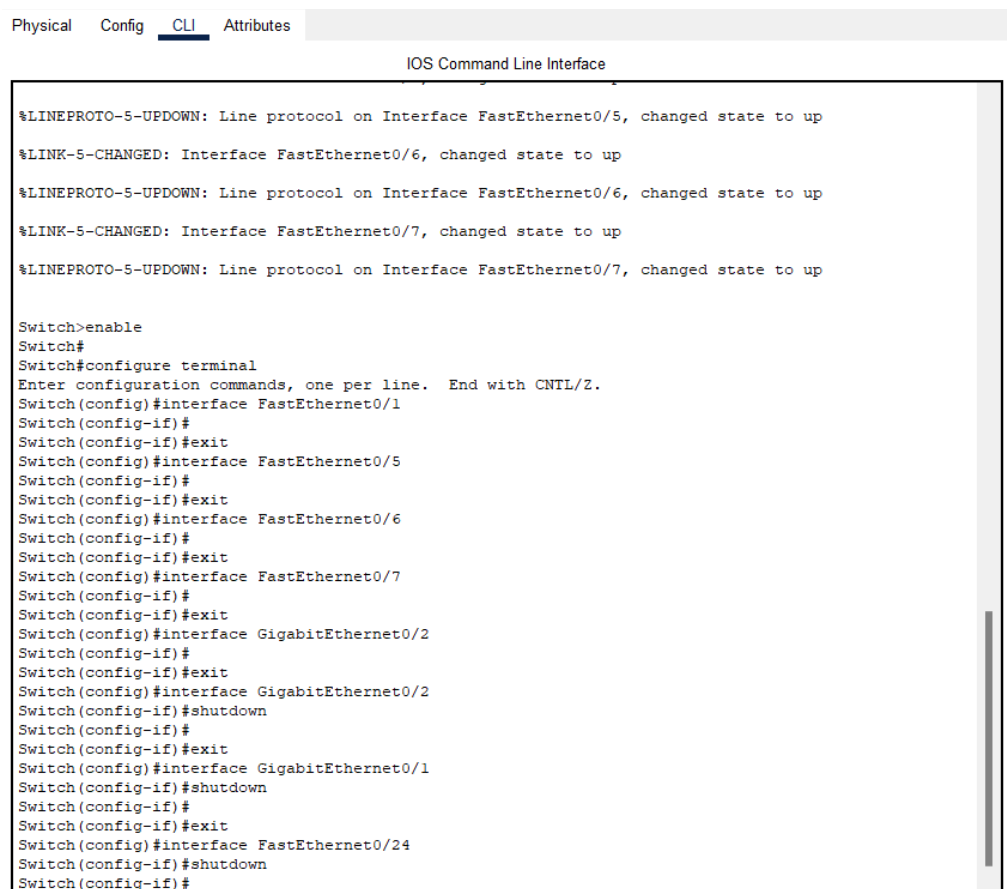 Physical Config CLI Attributes
IOS Command Line Interface
%LINEPROTO-5-UPDOWN: Line protocol on Interface FastEthernet0/5, changed state to up
%LINK-5-CHANGED: Interface FastEthernet0/6, changed state to up
%LINEPROTO-5-UPDOWN: Line protocol on Interface FastEthernet0/6, changed state to up
%LINK-5-CHANGED: Interface FastEthernet0/7, changed state to up
%LINEPROTO-5-UPDOWN: Line protocol on Interface FastEthernet0/7, changed state to up
Switch>enable
Switch#
Switch#configure terminal
Enter configuration commands, one per line.  End with CNTL/Z.
Switch(config)#interface FastEthernet0/1
Switch(config-if)#
Switch(config-if)#exit
Switch(config)#interface FastEthernet0/5
Switch(config-if)#
Switch(config-if)#exit
Switch(config)#interface FastEthernet0/6
Switch(config-if)#
Switch(config-if)#exit
Switch(config)#interface FastEthernet0/7
Switch(config-if)#
Switch(config-if)#exit
Switch(config)#interface GigabitEthernet0/2
Switch(config-if)#
Switch(config-if)#exit
Switch(config)#interface GigabitEthernet0/2
Switch(config-if)#shutdown
Switch(config-if)#
Switch(config-if)#exit
Switch(config)#interface GigabitEthernet0/1
Switch(config-if)#shutdown
Switch(config-if)#
Switch(config-if)#exit
Switch(config)#interface FastEthernet0/24
Switch(config-if)#shutdown
Switch(config-if)#